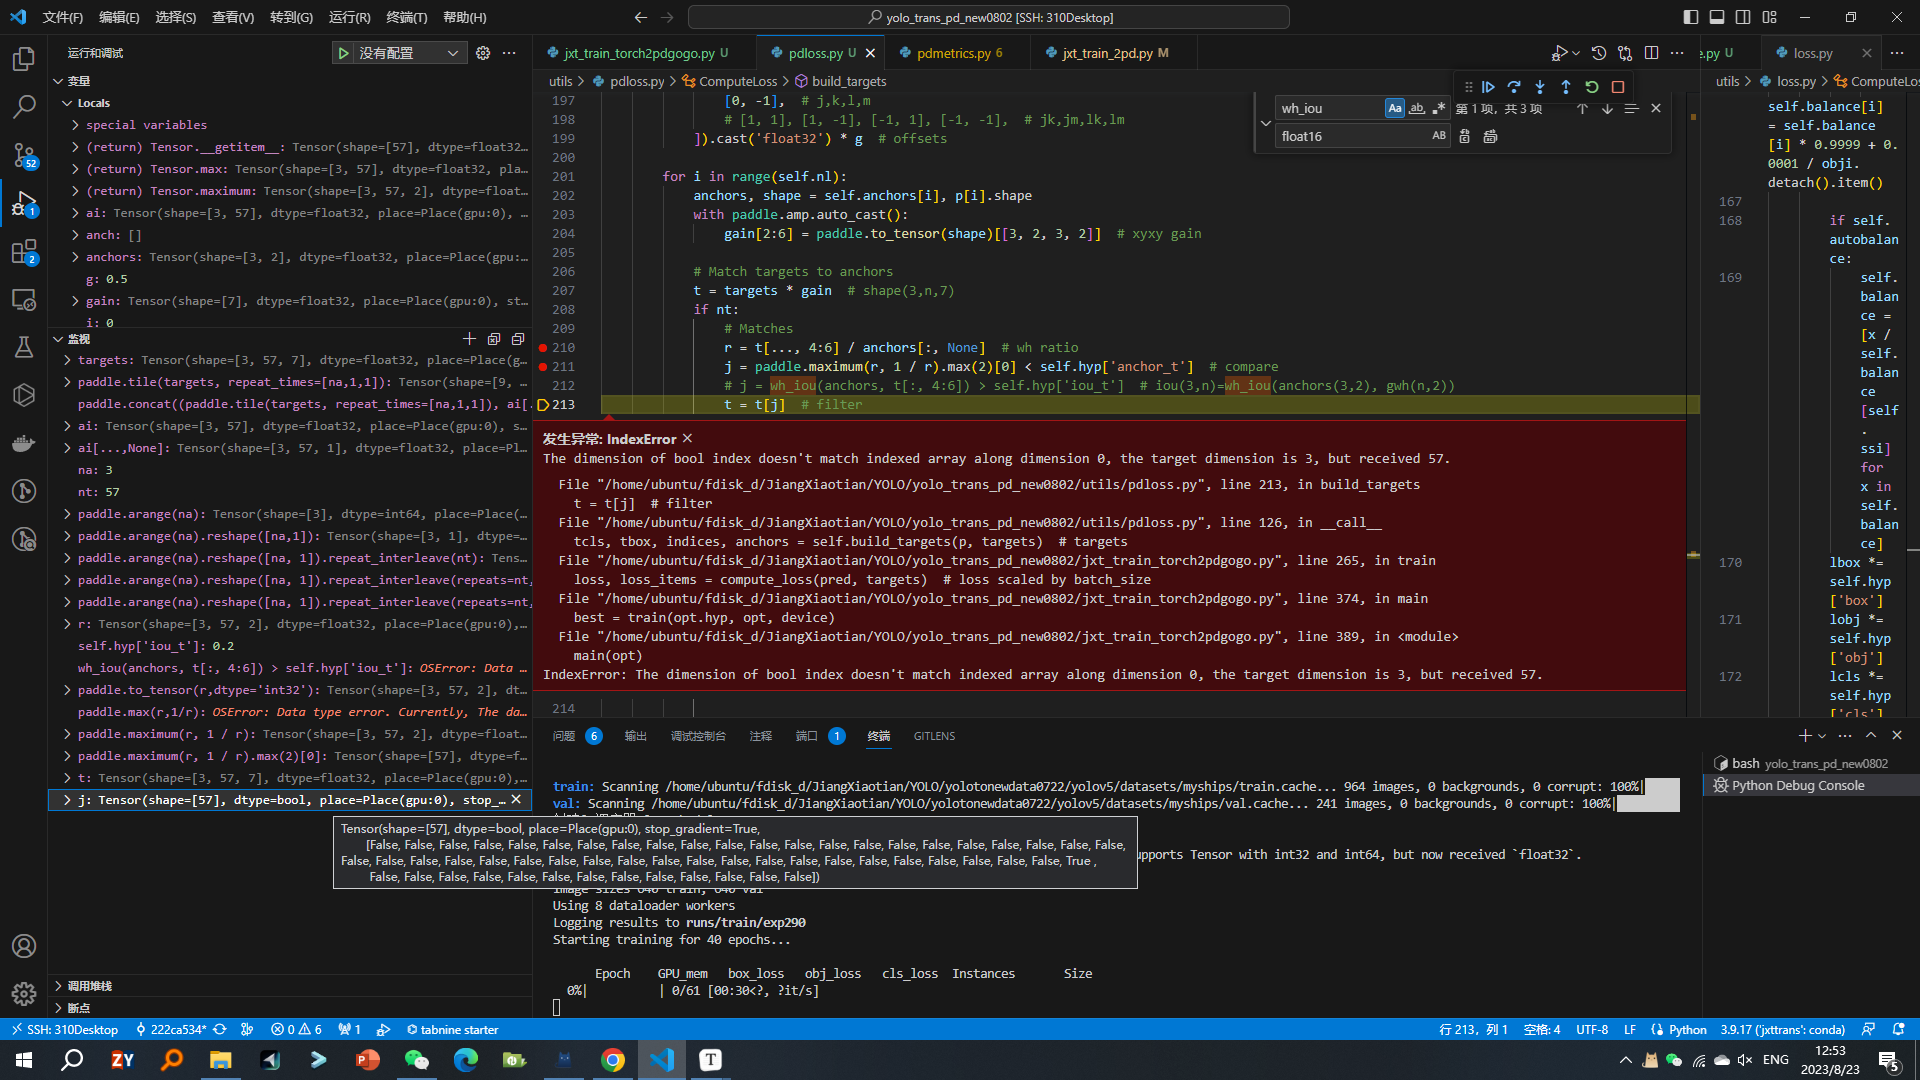 文件(F) 编辑(E) 选择(S) 查看(V) 转到(G) 运行(R) 终端(T) 帮助(H)
yolo_trans_pd_new0802 [SSH: 310Desktop]
运行和调试
没有配置
变量
Locals
special variables
(return) Tensor.__getitem__: Tensor(shape=[57], dtype=float32...
(return) Tensor.max: Tensor(shape=[3, 57], dtype=float32, pla...
(return) Tensor.maximum: Tensor(shape=[3, 57, 2], dtype=float...
ai: Tensor(shape=[3, 57], dtype=float32, place=Place(gpu:0), ...
anch: []
anchors: Tensor(shape=[3, 2], dtype=float32, place=Place(gpu:...
g: 0.5
gain: Tensor(shape=[7], dtype=float32, place=Place(gpu:0), st...
i: 0
监视
targets: Tensor(shape=[3, 57, 7], dtype=float32, place=Place(g...
paddle.tile(targets, repeat_times=[na,1,1]): Tensor(shape=[9, ...
paddle.concat((paddle.tile(targets, repeat_times=[na,1,1]), ai[...
ai: Tensor(shape=[3, 57], dtype=float32, place=Place(gpu:0), s...
ai[...,None]: Tensor(shape=[3, 57, 1], dtype=float32, place=Pl...
na: 3
nt: 57
paddle.arange(na): Tensor(shape=[3], dtype=int64, place=Place(...
paddle.arange(na).reshape([na,1]): Tensor(shape=[3, 1], dtype=...
paddle.arange(na).reshape([na, 1]).repeat_interleave(nt): Tens...
paddle.arange(na).reshape([na, 1]).repeat_interleave(repeats=nt,
paddle.arange(na).reshape([na, 1]).repeat_interleave(repeats=nt,
r: Tensor(shape=[3, 57, 2], dtype=float32, place=Place(gpu:0),...
self.hyp['iou_t']: 0.2
wh_iou(anchors, t[:, 4:6]) > self.hyp['iou_t']: OSError: Data ...
paddle.to_tensor(r,dtype='int32'): Tensor(shape=[3, 57, 2], dt...
paddle.max(r,1/r): OSError: Data type error. Currently, The da...
paddle.maximum(r, 1 / r): Tensor(shape=[3, 57, 2], dtype=float...
paddle.maximum(r, 1 / r).max(2)[0]: Tensor(shape=[57], dtype=f...
t: Tensor(shape=[3, 57, 7], dtype=float32, place=Place(gpu:0),...
j: Tensor(shape=[57], dtype=bool, place=Place(gpu:0), stop_...
Tensor(shape=[57], dtype=bool, place=Place(gpu:0), stop_gradient=True,
[False, False, False, False, False, False, False, False, False, False, False, False, False, False, False, False, False, False, False, False, False, False,
False, False, False, False, False, False, False, False, False, False, False, False, False, False, False, False, False, False, False, False, False, True ,
False, False, False, False, False, False, False, False, False, False, False, False, False])
调用堆栈
断点
jxt_train_torch2pdgogo.py U
pdloss.py U
pdmetrics.py 6
jxt_train_2pd.py M
utils > pdloss.py > ComputeLoss > build_targets
wh_iou
Aa
ab
第 1 项，共 3 项
float16
AB
197 [0, -1], # j,k,l,m
198 # [1, 1], [1, -1], [-1, 1], [-1, -1], # jk,jm,lk,lm
199 ]).cast('float32') * g # offsets
200
201 for i in range(self.nl):
202 anchors, shape = self.anchors[i], p[i].shape
203 with paddle.amp.auto_cast():
204 gain[2:6] = paddle.to_tensor(shape)[[3, 2, 3, 2]] # xyxy gain
205
206 # Match targets to anchors
207 t = targets * gain # shape(3,n,7)
208 if nt:
209 # Matches
210 r = t[..., 4:6] / anchors[:, None] # wh ratio
211 j = paddle.maximum(r, 1 / r).max(2)[0] < self.hyp['anchor_t'] # compare
212 # j = wh_iou(anchors, t[:, 4:6]) > self.hyp['iou_t'] # iou(3,n)=wh_iou(anchors(3,2), gwh(n,2))
213 t = t[j] # filter
发生异常: IndexError
The dimension of bool index doesn't match indexed array along dimension 0, the target dimension is 3, but received 57.
File "/home/ubuntu/fdisk_d/JiangXiaotian/YOLO/yolo_trans_pd_new0802/utils/pdloss.py", line 213, in build_targets
t = t[j] # filter
File "/home/ubuntu/fdisk_d/JiangXiaotian/YOLO/yolo_trans_pd_new0802/utils/pdloss.py", line 126, in __call__
tcls, tbox, indices, anchors = self.build_targets(p, targets) # targets
File "/home/ubuntu/fdisk_d/JiangXiaotian/YOLO/yolo_trans_pd_new0802/jxt_train_torch2pdgogo.py", line 265, in train
loss, loss_items = compute_loss(pred, targets) # loss scaled by batch_size
File "/home/ubuntu/fdisk_d/JiangXiaotian/YOLO/yolo_trans_pd_new0802/jxt_train_torch2pdgogo.py", line 374, in main
best = train(opt.hyp, opt, device)
File "/home/ubuntu/fdisk_d/JiangXiaotian/YOLO/yolo_trans_pd_new0802/jxt_train_torch2pdgogo.py", line 389, in <module>
main(opt)
IndexError: The dimension of bool index doesn't match indexed array along dimension 0, the target dimension is 3, but received 57.
214
e.py U
loss.py
utils > loss.py > ComputeLoss
self.balance[i]
= self.balance
[i] * 0.9999 + 0.
0001 / obji.
detach().item()
167
168 if self.
autobalan
ce:
169 self.
balan
ce =
[x /
self.
balan
ce
[self
.
ssi]
for
x in
self.
balan
ce]
170 lbox *=
self.hyp
['box']
171 lobj *=
self.hyp
['obj']
172 lcls *=
self.hyp
['cls']
问题 6 输出 调试控制台 注释 端口 1 终端 GITLENS
bash yolo_trans_pd_new0802
Python Debug Console
train: Scanning /home/ubuntu/fdisk_d/JiangXiaotian/YOLO/yolotonewdata0722/yolov5/datasets/myships/train.cache... 964 images, 0 backgrounds, 0 corrupt: 100%|
val: Scanning /home/ubuntu/fdisk_d/JiangXiaotian/YOLO/yolotonewdata0722/yolov5/datasets/myships/val.cache... 241 images, 0 backgrounds, 0 corrupt: 100%|
pports Tensor with int32 and int64, but now received `float32`.
Image sizes 640 train, 640 val
Using 8 dataloader workers
Logging results to runs/train/exp290
Starting training for 40 epochs...
Epoch GPU_mem box_loss obj_loss cls_loss Instances Size
0%| | 0/61 [00:30<?, ?it/s]
52
1
2
SSH: 310Desktop 222ca534* 0 6 1 tabnine starter
行 213，列 1 空格: 4 UTF-8 LF Python 3.9.17 ('jxttrans': conda)
ZY
T
ENG
12:53
2023/8/23
5